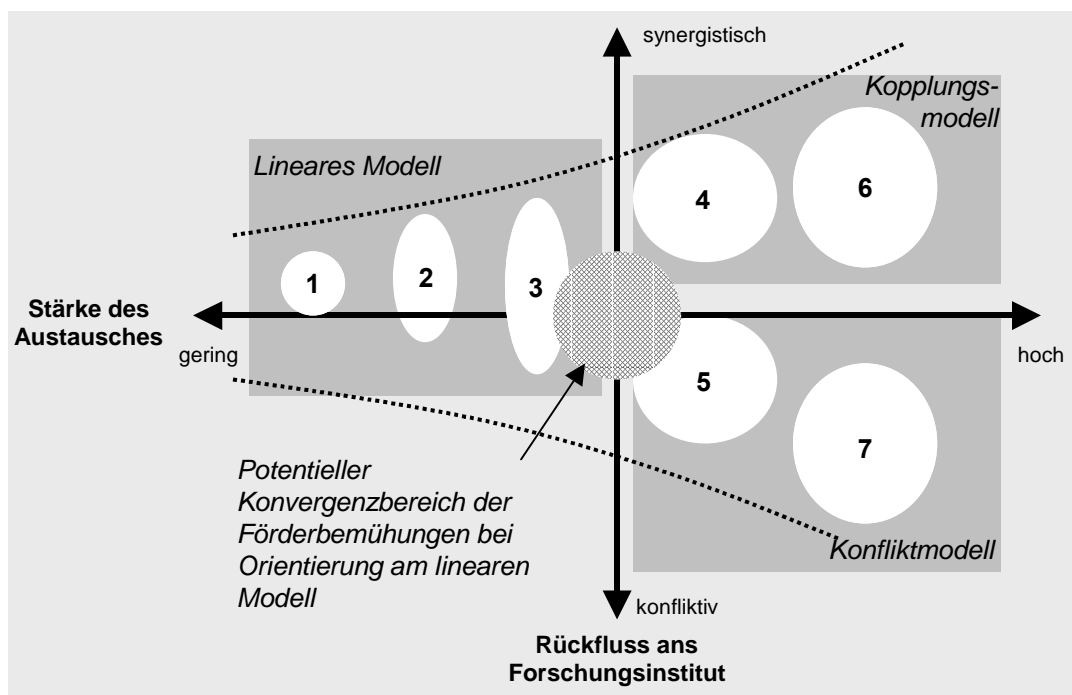 synergistisch
Kopplungs-
modell
Lineares Modell
4
6
1
2
3
Stärke des
Austausches
gering
hoch
5
7
Potentieller
Konvergenzbereich der
Förderbemühungen bei
Orientierung am linearen
Modell
Konfliktmodell
konfliktiv
Rückfluss ans
Forschungsinstitut